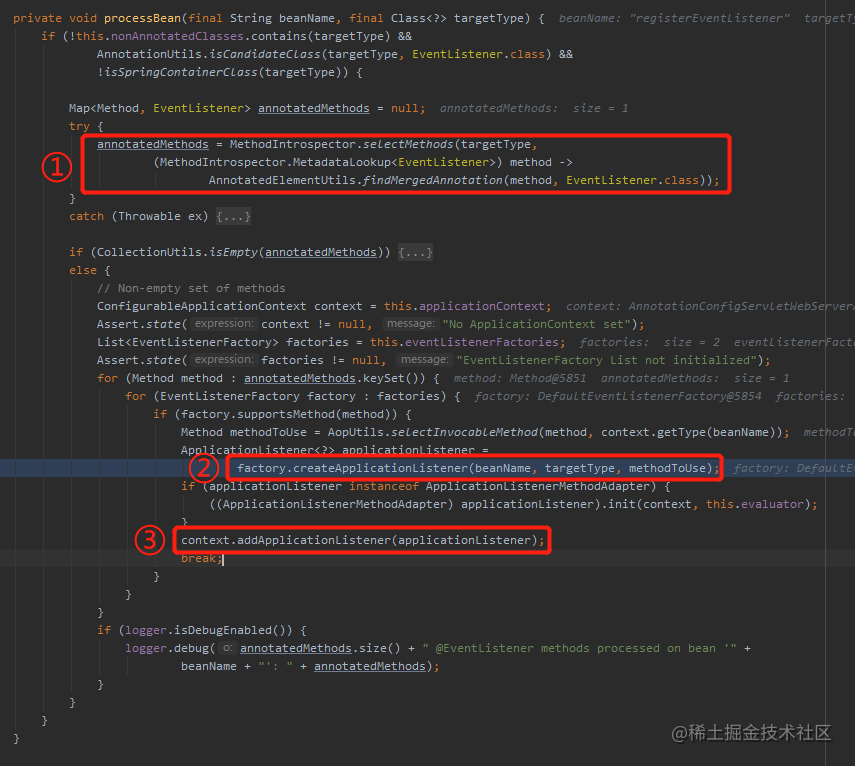 private void processBean(final String beanName, final Class<?> targetType) {  beanName: "registerEventListener"  targetTy
if (!this.nonAnnotatedClasses.contains(targetType) &&
AnnotationUtils.isCandidateClass(targetType, EventListener.class) &&
!isSpringContainerClass(targetType)) {
Map<Method, EventListener> annotatedMethods = null;  annotatedMethods:  size = 1
try {
① annotatedMethods = MethodIntrospector.selectMethods(targetType,
(MethodIntrospector.MetadataLookup<EventListener>) method ->
AnnotatedElementUtils.findMergedAnnotation(method, EventListener.class));
}
catch (Throwable ex) {...}
if (CollectionUtils.isEmpty(annotatedMethods)) {...}
else {
// Non-empty set of methods
ConfigurableApplicationContext context = this.applicationContext;  context: AnnotationConfigServletWebServerA
Assert.state( expression: context != null,  message: "No ApplicationContext set");
List<EventListenerFactory> factories = this.eventListenerFactories;  factories:  size = 2  eventListenerFacto
Assert.state( expression: factories != null,  message: "EventListenerFactory List not initialized");
for (Method method : annotatedMethods.keySet()) {  method: Method@5851  annotatedMethods:  size = 1
for (EventListenerFactory factory : factories) {  factory: DefaultEventListenerFactory@5854  factories:
if (factory.supportsMethod(method)) {
Method methodToUse = AopUtils.selectInvocableMethod(method, context.getType(beanName));  methodTo
ApplicationListener<?> applicationListener =
② factory.createApplicationListener(beanName, targetType, methodToUse);  factory: DefaultEv
if (applicationListener instanceof ApplicationListenerMethodAdapter) {
((ApplicationListenerMethodAdapter) applicationListener).init(context, this.evaluator);
}
③ context.addApplicationListener(applicationListener);
break;
}
}
}
if (logger.isDebugEnabled()) {
logger.debug( o: annotatedMethods.size() + " @EventListener methods processed on bean '" +
beanName + "': " + annotatedMethods);
}
}
}
}
@稀土掘金技术社区